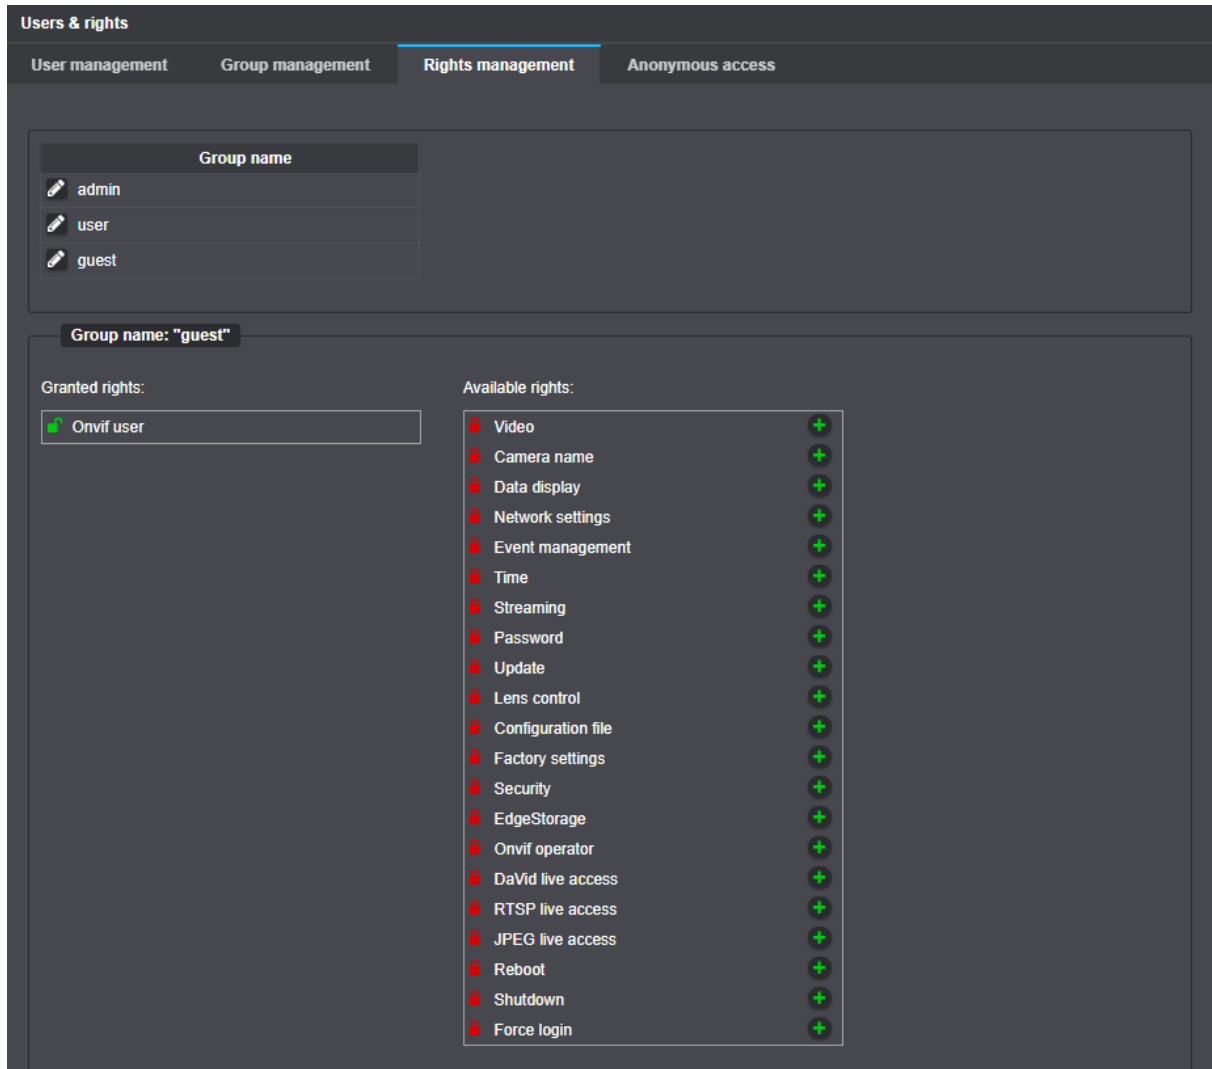 Users & rights
User management Group management Rights management Anonymous access
Group name
admin
user
guest
Group name: "guest"
Granted rights: Available rights:
Onvif user
Video
Camera name
Data display
Network settings
Event management
Time
Streaming
Password
Update
Lens control
Configuration file
Factory settings
Security
EdgeStorage
Onvif operator
DaVid live access
RTSP live access
JPEG live access
Reboot
Shutdown
Force login